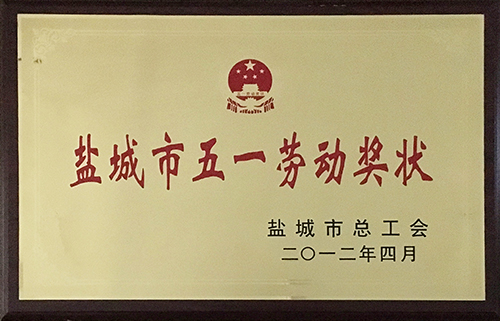 盐城市五一劳动奖状
盐城市总工会
二〇一二年四月